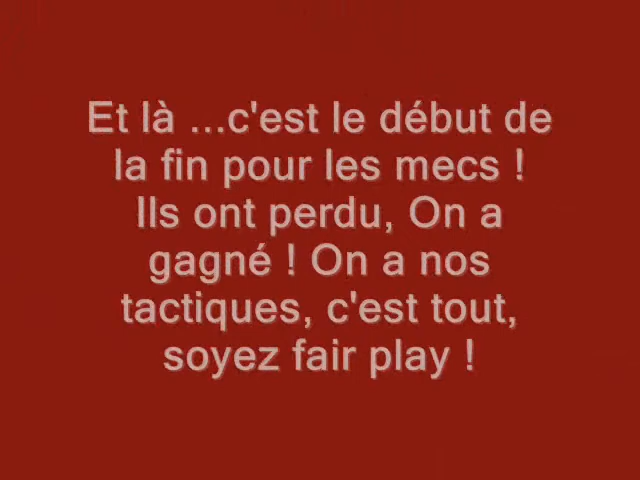 Et là ...c'est le début de
la fin pour les mecs !
Ils ont perdu, On a
gagné ! On a nos
tactiques, c'est tout,
soyez fair play !